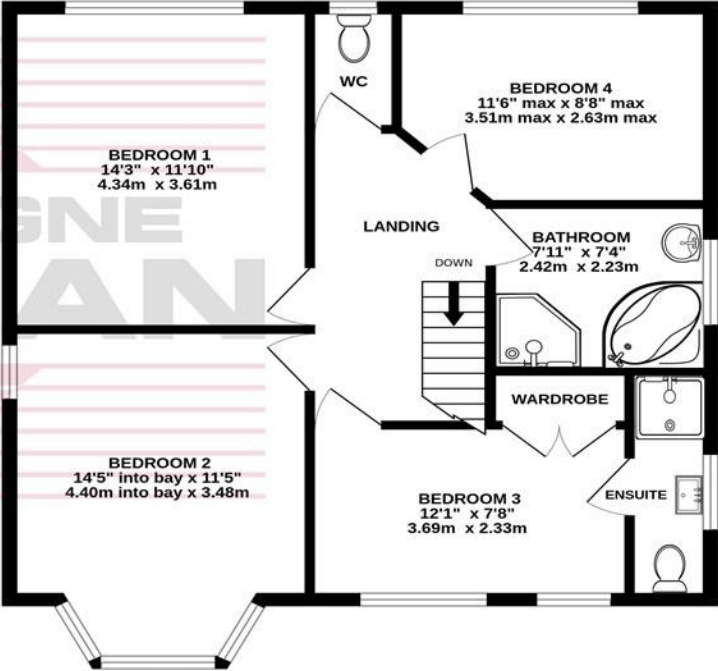 WC
BEDROOM 4
11'6" max x 8'8" max
3.51m max x 2.63m max
BEDROOM 1
14'3" x 11'10"
4.34m x 3.61m
GNE
AN
LANDING
DOWN
BATHROOM
7'11" x 7'4"
2.42m x 2.23m
WARDROBE
BEDROOM 2
14'5" into bay x 11'5"
4.40m into bay x 3.48m
BEDROOM 3
12'1" x 7'8"
3.69m x 2.33m
ENSUITE